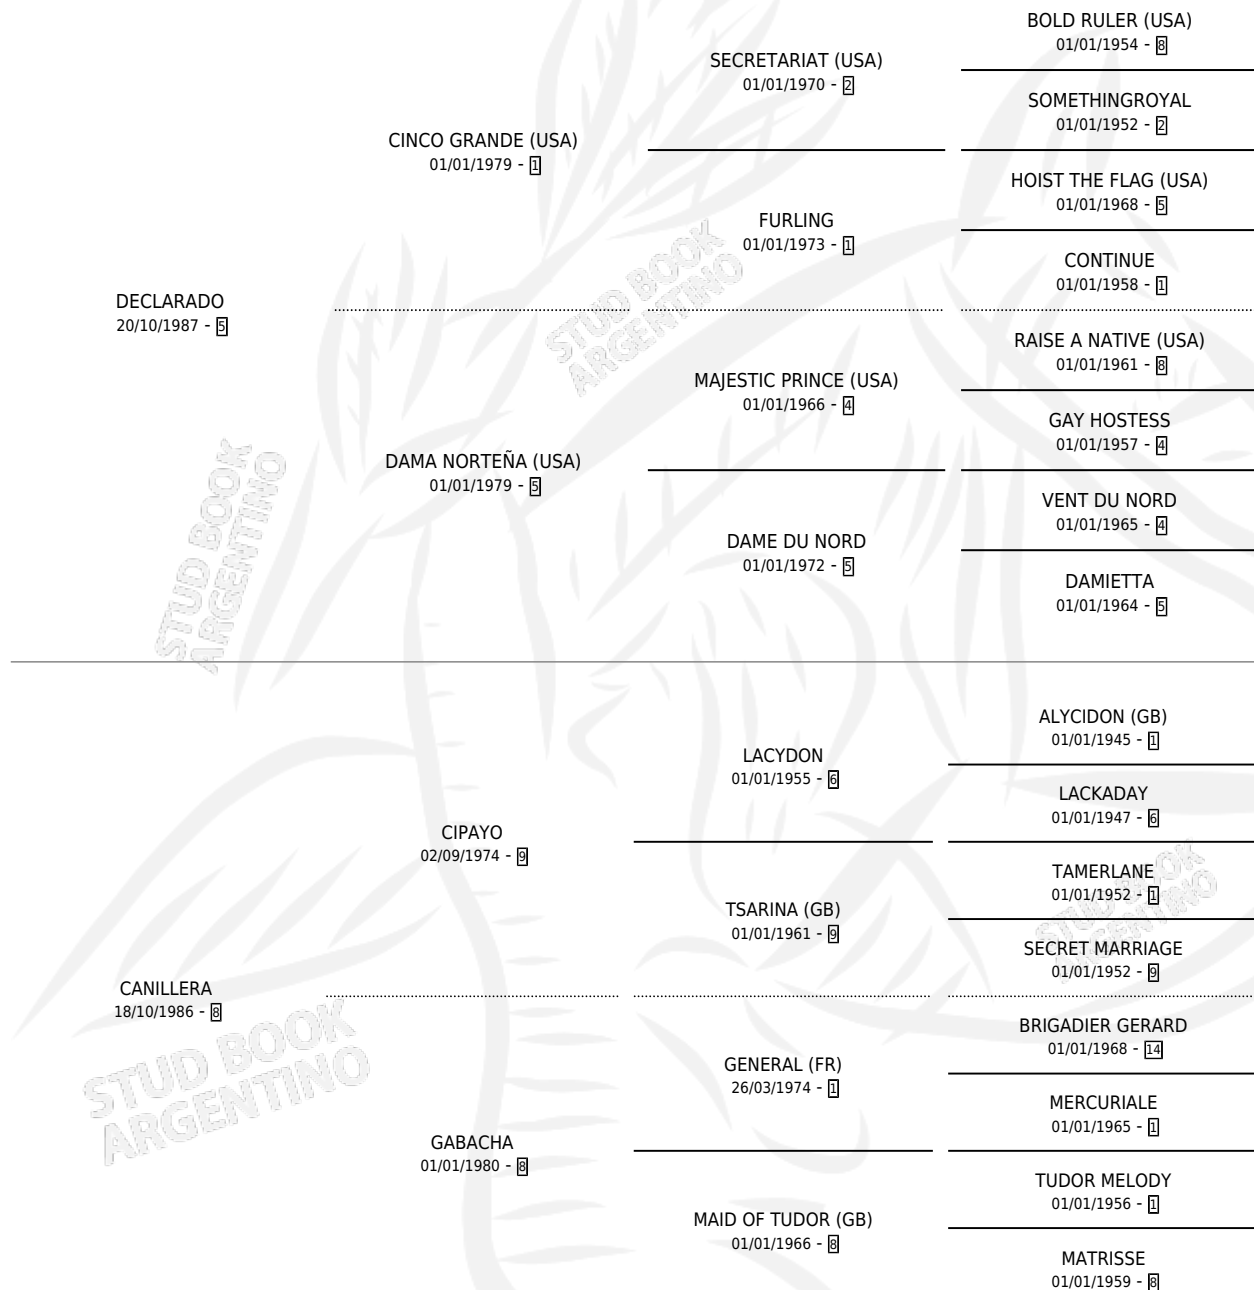 BOLD RULER (USA)
01/01/1954 - 8
SECRETARIAT (USA)
01/01/1970 - 2
SOMETHINGROYAL
01/01/1952 - 2
CINCO GRANDE (USA)
01/01/1979 - 1
HOIST THE FLAG (USA)
01/01/1968 - 5
FURLING
01/01/1973 - 1
CONTINUE
01/01/1958 - 1
DECLARADO
20/10/1987 - 5
RAISE A NATIVE (USA)
01/01/1961 - 8
MAJESTIC PRINCE (USA)
01/01/1966 - 4
GAY HOSTESS
01/01/1957 - 4
DAMA NORTEÑA (USA)
01/01/1979 - 5
VENT DU NORD
01/01/1965 - 4
DAME DU NORD
01/01/1972 - 5
DAMIETTA
01/01/1964 - 5
ALYCIDON (GB)
01/01/1945 - 1
LACYDON
01/01/1955 - 6
LACKADAY
01/01/1947 - 6
CIPAYO
02/09/1974 - 9
TAMERLANE
01/01/1952 - 1
TSARINA (GB)
01/01/1961 - 9
SECRET MARRIAGE
01/01/1952 - 9
CANILLERA
18/10/1986 - 8
BRIGADIER GERARD
01/01/1968 - 14
GENERAL (FR)
26/03/1974 - 1
MERCURIALE
01/01/1965 - 1
GABACHA
01/01/1980 - 8
TUDOR MELODY
01/01/1956 - 1
MAID OF TUDOR (GB)
01/01/1966 - 8
MATRISSE
01/01/1959 - 8
STUD BOOK
ARGENTINO
STUD BOOK
ARGENTINO
STUD BOOK
ARGENTINO
STUD BOOK
ARGENTINO